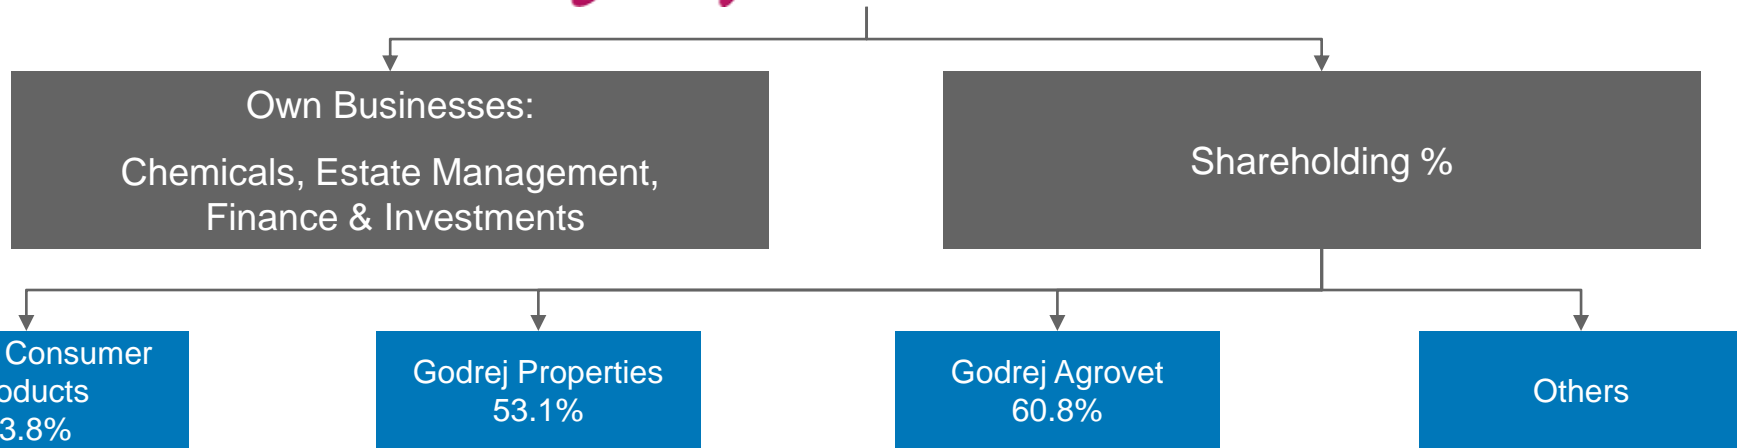 Own Businesses:
Chemicals, Estate Management,
Finance & Investments
Shareholding %
Consumer
oducts
3.8%
Godrej Properties
53.1%
Godrej Agrovet
60.8%
Others